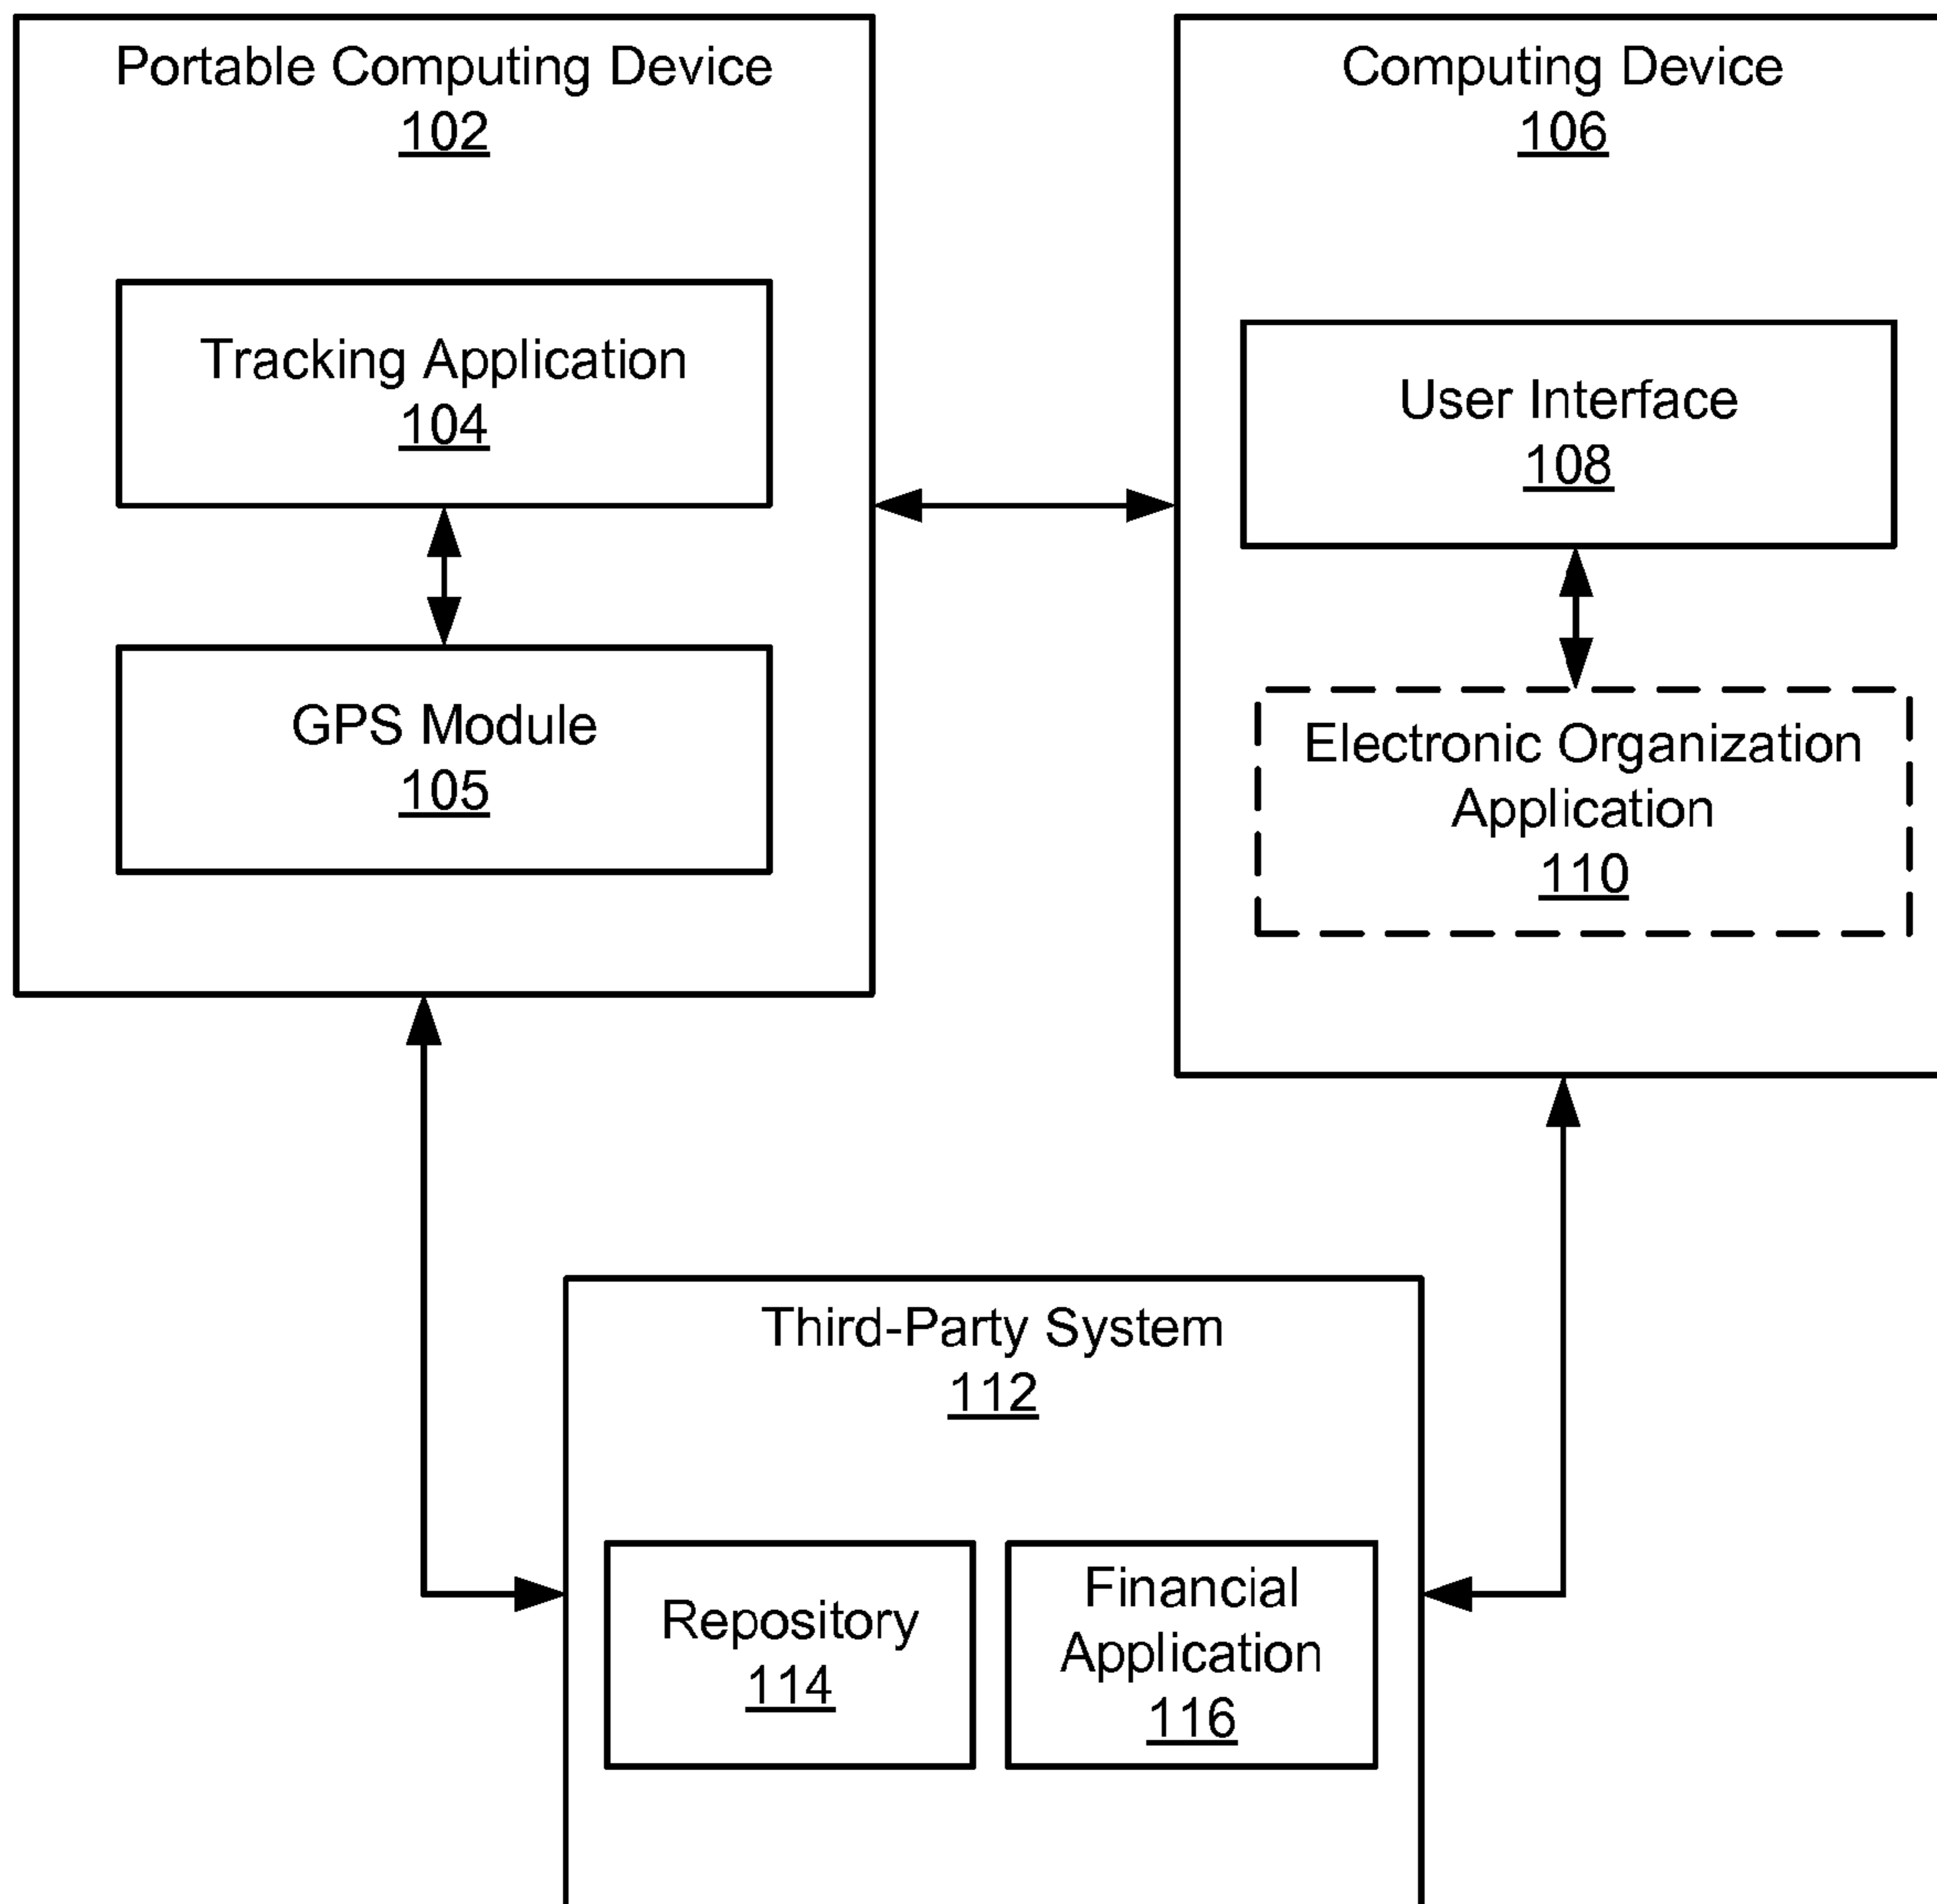 Portable Computing Device
102
Tracking Application
104
GPS Module
105
Computing Device
106
User Interface
108
Electronic Organization
Application
110
Third-Party System
112
Repository
114
Financial
Application
116